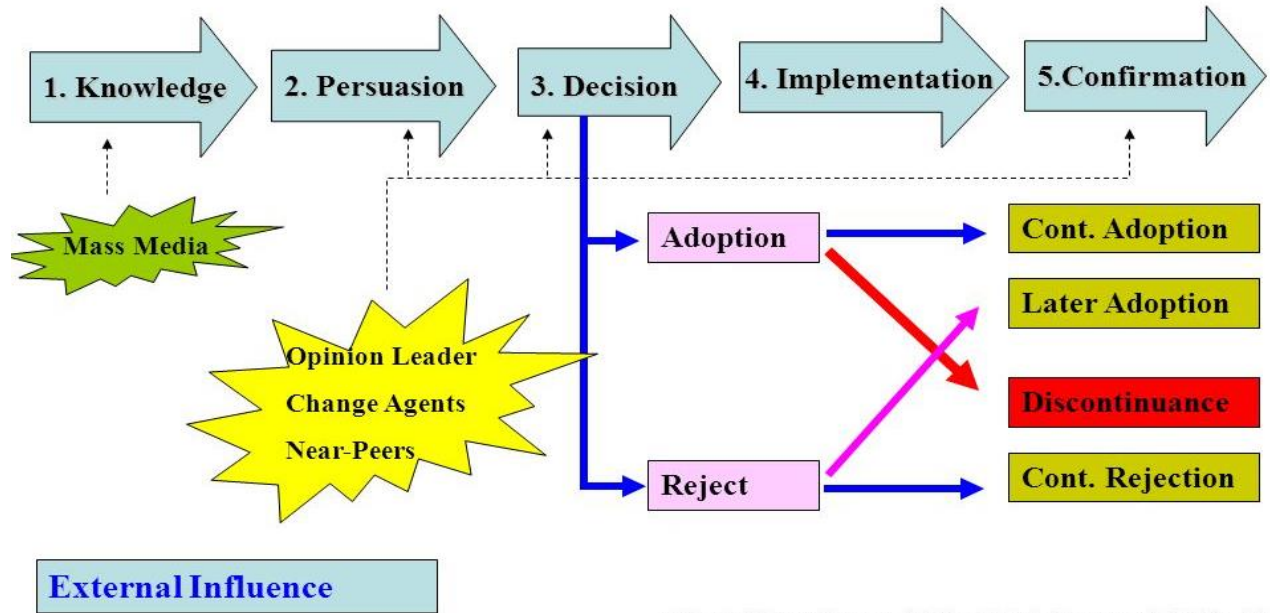 1. Knowledge
2. Persuasion
3. Decision
4. Implementation
5.Confirmation
Mass Media
Opinion Leader
Change Agents
Near-Peers
Adoption
Reject
Cont. Adoption
Later Adoption
Discontinuance
Cont. Rejection
External Influence